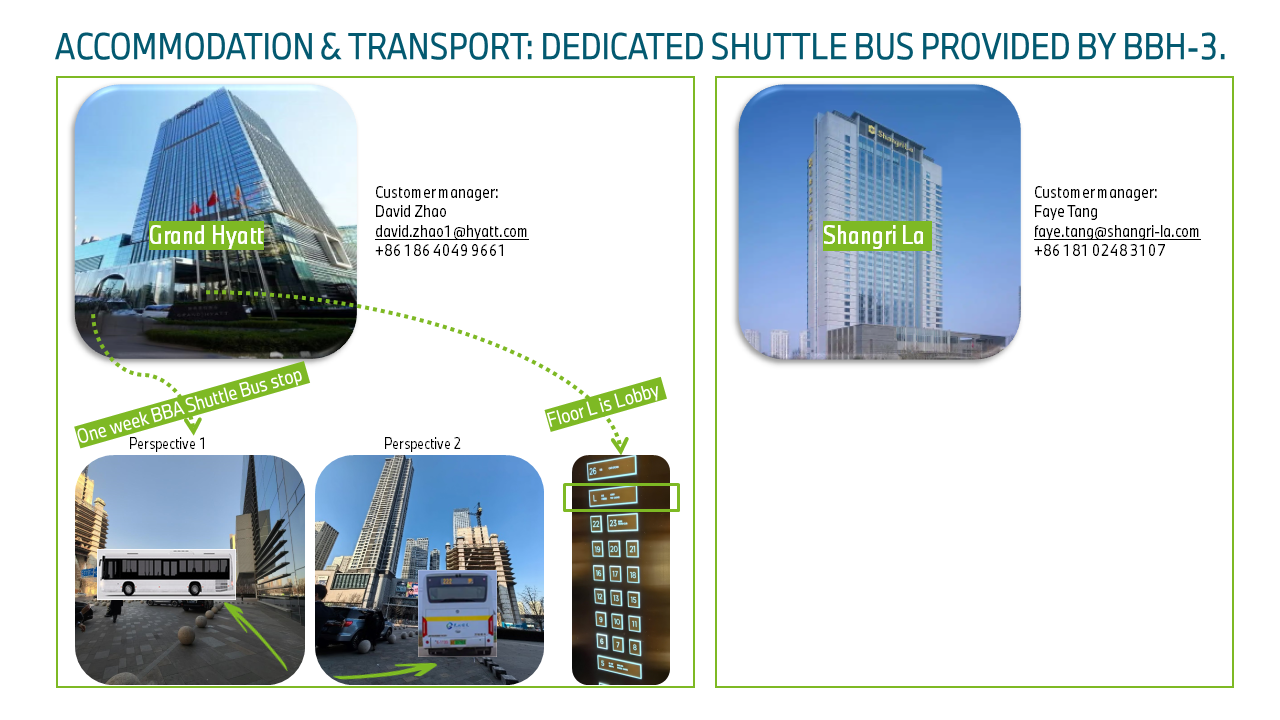 ACCOMMODATION & TRANSPORT: DEDICATED SHUTTLE BUS PROVIDED BY BBH-3.
Grand Hyatt
Customer manager:
David Zhao
david.zhao1@hyatt.com
+86 186 4049 9661
One week BBA Shuttle Bus stop
Floor L is Lobby
Perspective 1
Perspective 2
26
L
22 23
19 20 21
16 17 18
12 13 15
9 10 11
6 7 8
5
Shangri La
Shangri-La
Customer manager:
Faye Tang
faye.tang@shangri-la.com
+86 181 0248 3107